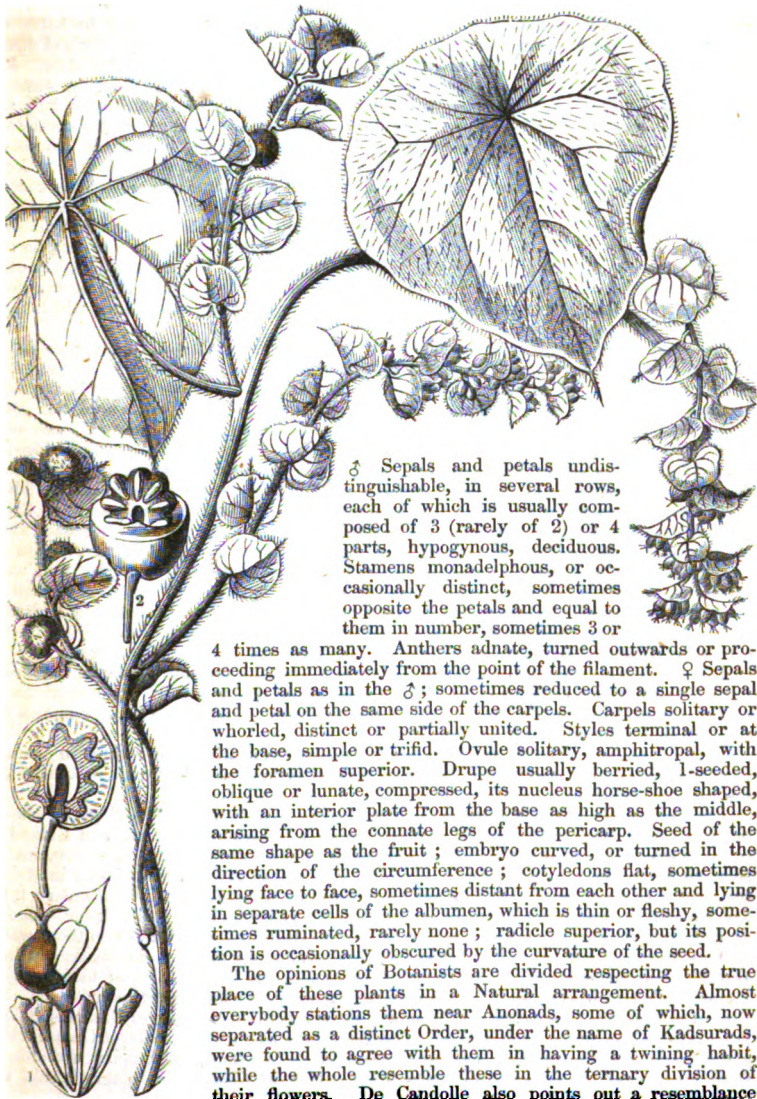 ♂ Sepals and petals undis-
tinguishable, in several rows,
each of which is usually com-
posed of 3 (rarely of 2) or 4
parts, hypogynous, deciduous.
Stamens monadelphous, or oc-
casionally distinct, sometimes
opposite the petals and equal to
them in number, sometimes 3 or
4 times as many. Anthers adnate, turned outwards or pro-
ceeding immediately from the point of the filament. ♀ Sepals
and petals as in the ♂; sometimes reduced to a single sepal
and petal on the same side of the carpels. Carpels solitary or
whorled, distinct or partially united. Styles terminal or at
the base, simple or trifid. Ovule solitary, amphitropal, with
the foramen superior. Drupe usually berried, 1-seeded,
oblique or lunate, compressed, its nucleus horse-shoe shaped,
with an interior plate from the base as high as the middle,
arising from the connate legs of the pericarp. Seed of the
same shape as the fruit; embryo curved, or turned in the
direction of the circumference; cotyledons flat, sometimes
lying face to face, sometimes distant from each other and lying
in separate cells of the albumen, which is thin or fleshy, some-
times ruminated, rarely none; radicle superior, but its posi-
tion is occasionally obscured by the curvature of the seed.
The opinions of Botanists are divided respecting the true
place of these plants in a Natural arrangement. Almost
everybody stations them near Anonads, some of which, now
separated as a distinct Order, under the name of Kadsurads,
were found to agree with them in having a twining habit,
while the whole resemble these in the ternary division of
their flowers. De Candolle also points out a resemblance
2
1